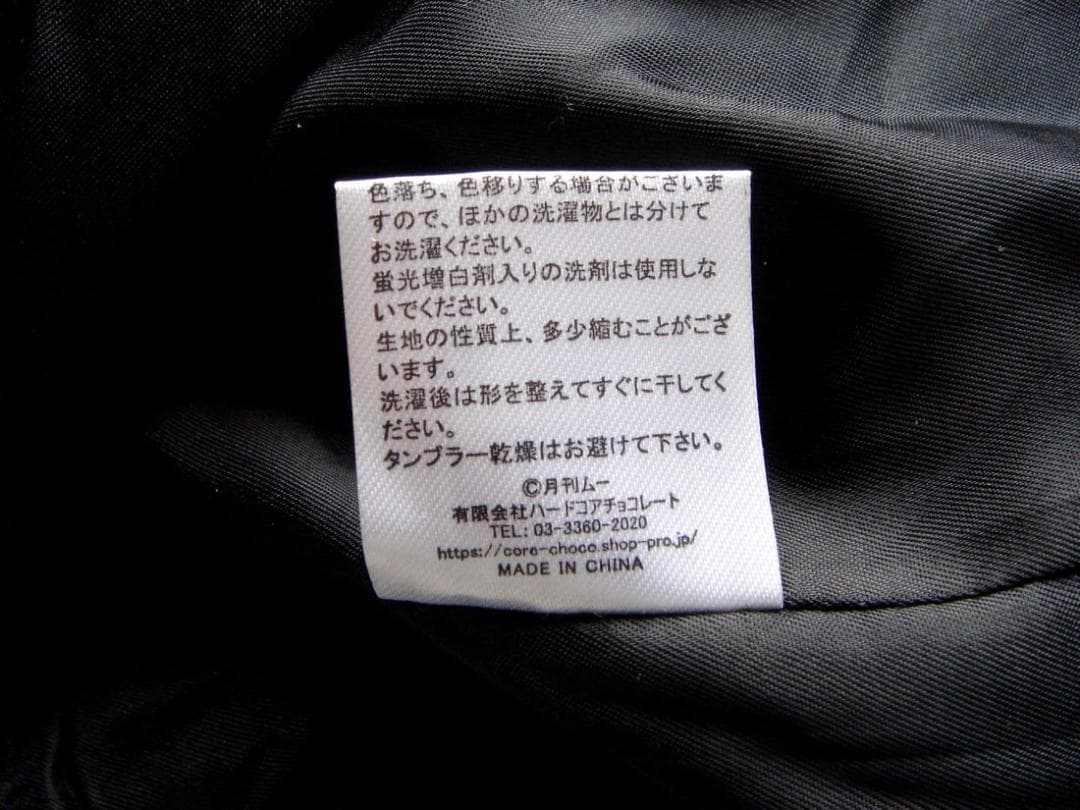 色落ち、色移りする場合がございま
すので、ほかの洗濯物とは分けて
お洗濯ください。
蛍光増白剤入りの洗剤は使用しな
いでください。
生地の性質上、多少縮むことがござ
います。
洗濯後は形を整えてすぐに干してく
ださい。
タンブラー乾燥はお避けて下さい。
©月刊ムー
有限会社ハードコアチョコレート
TEL: 03-3360-2020
https://core-choco.shop-pro.jp/
MADE IN CHINA